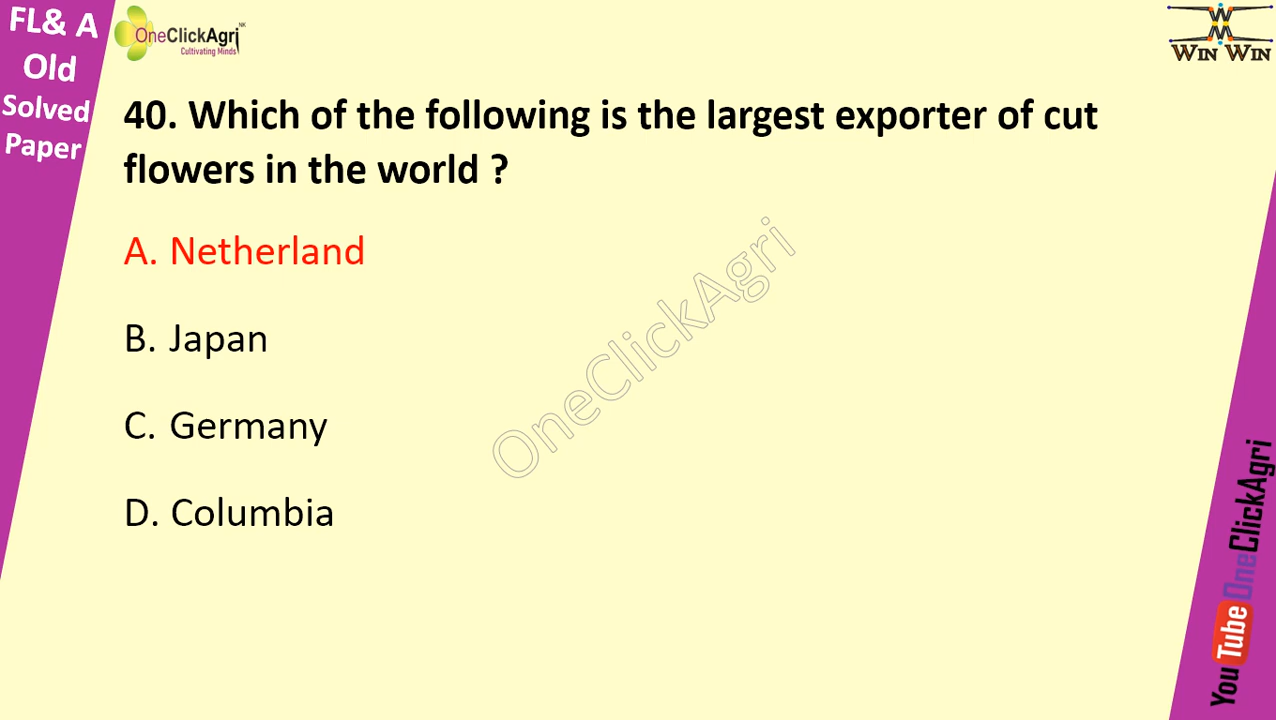 FL& A
Old
Solved
Paper
OneClickAgri NK
Cultivating Minds
WIN WIN
40. Which of the following is the largest exporter of cut
flowers in the world ?
A. Netherland
B. Japan
C. Germany
D. Columbia
OneClickAgri
YouTube OneClickAgri